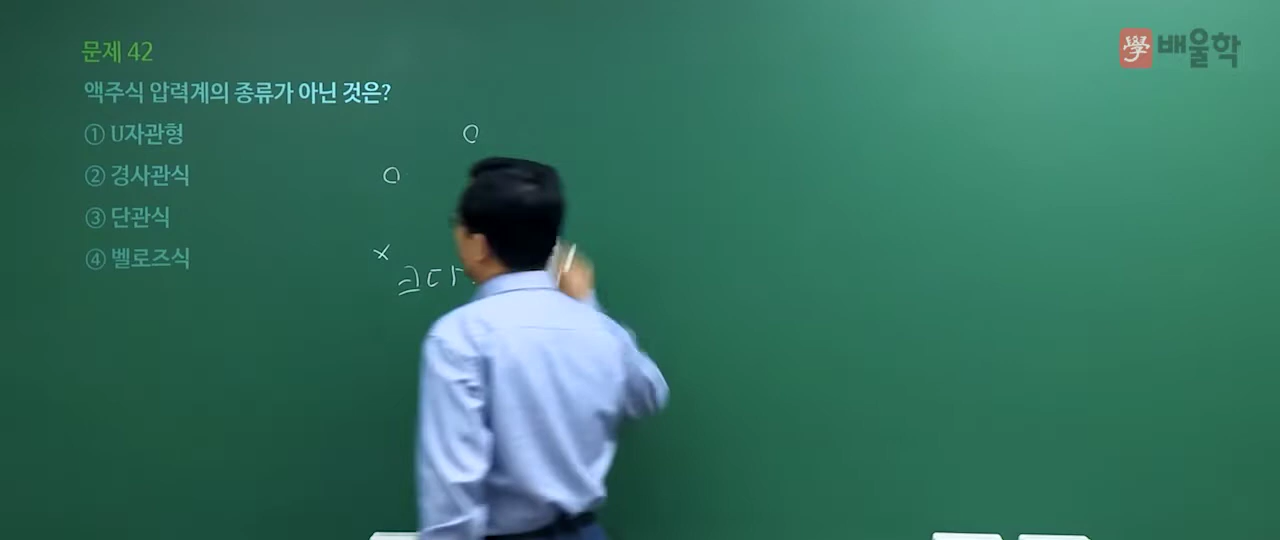 문제 42
액주식 압력계의 종류가 아닌 것은?
① U자관형
② 경사관식
③ 단관식
④ 벨로즈식
學 배울학